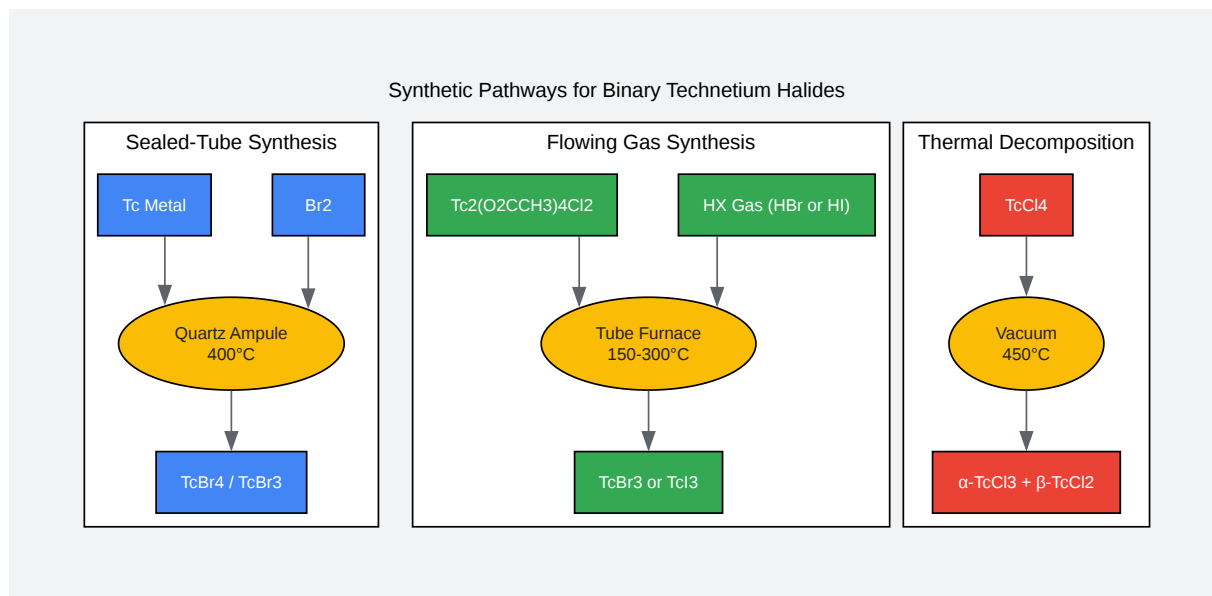 Synthetic Pathways for Binary Technetium Halides
Sealed-Tube Synthesis
Tc Metal
Br2
Quartz Ampule
400°C
TcBr4 / TcBr3
Flowing Gas Synthesis
Tc2(O2CCH3)4Cl2
HX Gas (HBr or HI)
Tube Furnace
150-300°C
TcBr3 or TcI3
Thermal Decomposition
TcCl4
Vacuum
450°C
α-TcCl3 + β-TcCl2